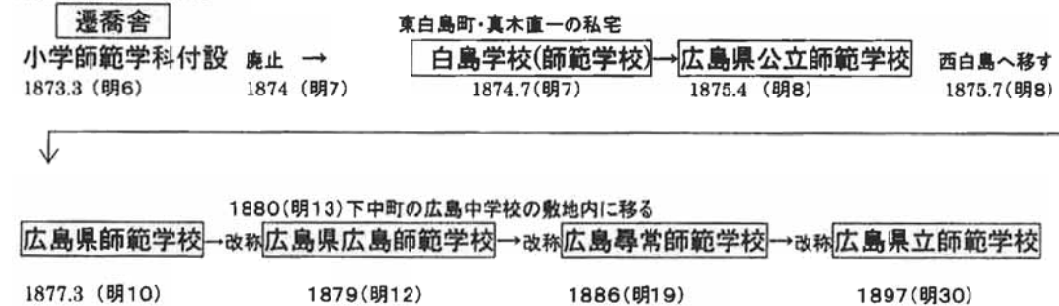 遷喬舎
東白島町・真木直一の私宅
小学師範学科付設 廃止 → 白島学校(師範学校)→広島県公立師範学校 西白島へ移す
1873.3 (明6) 1874 (明7) 1874.7(明7) 1875.4 (明8) 1875.7(明8)
1880(明13)下中町の広島中学校の敷地内に移る
広島県師範学校→改称広島県広島師範学校→改称広島尋常師範学校→改称広島県立師範学校
1877.3 (明10) 1879(明12) 1886(明19) 1897(明30)